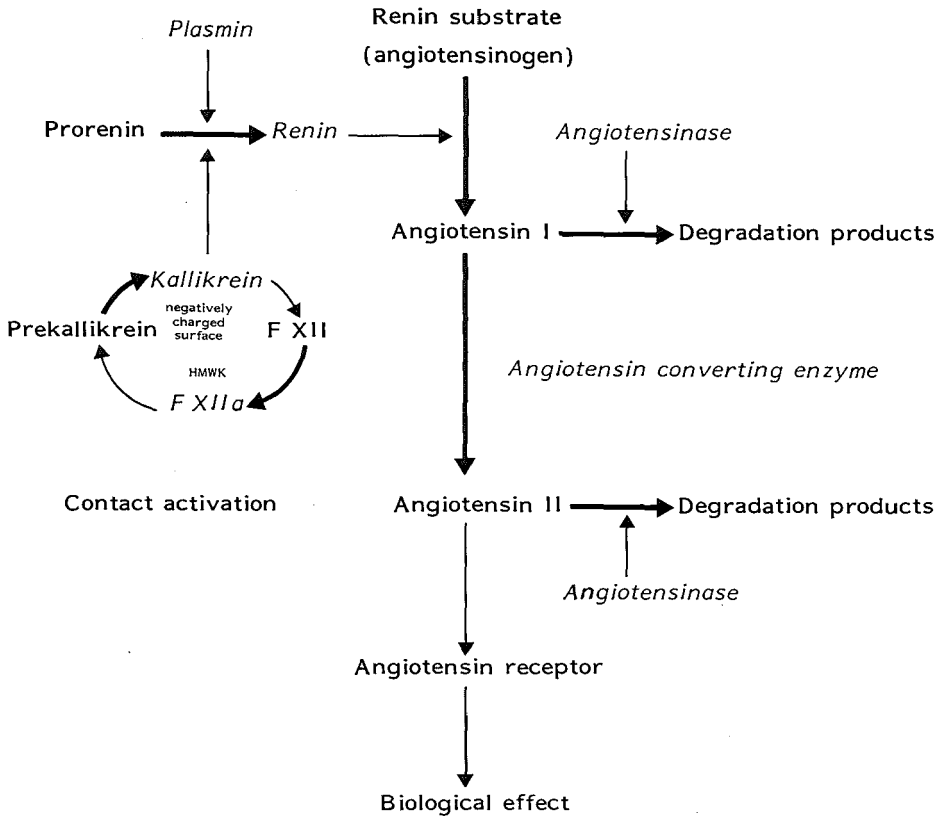 Plasmin
Renin substrate
(angiotensinogen)
Prorenin
Renin
Angiotensinase
Angiotensin I
Degradation products
Kallikrein
negatively
charged
surface
Prekallikrein
F XII
HMWK
F XIIa
Angiotensin converting enzyme
Contact activation
Angiotensin II
Degradation products
Angiotensinase
Angiotensin receptor
Biological effect